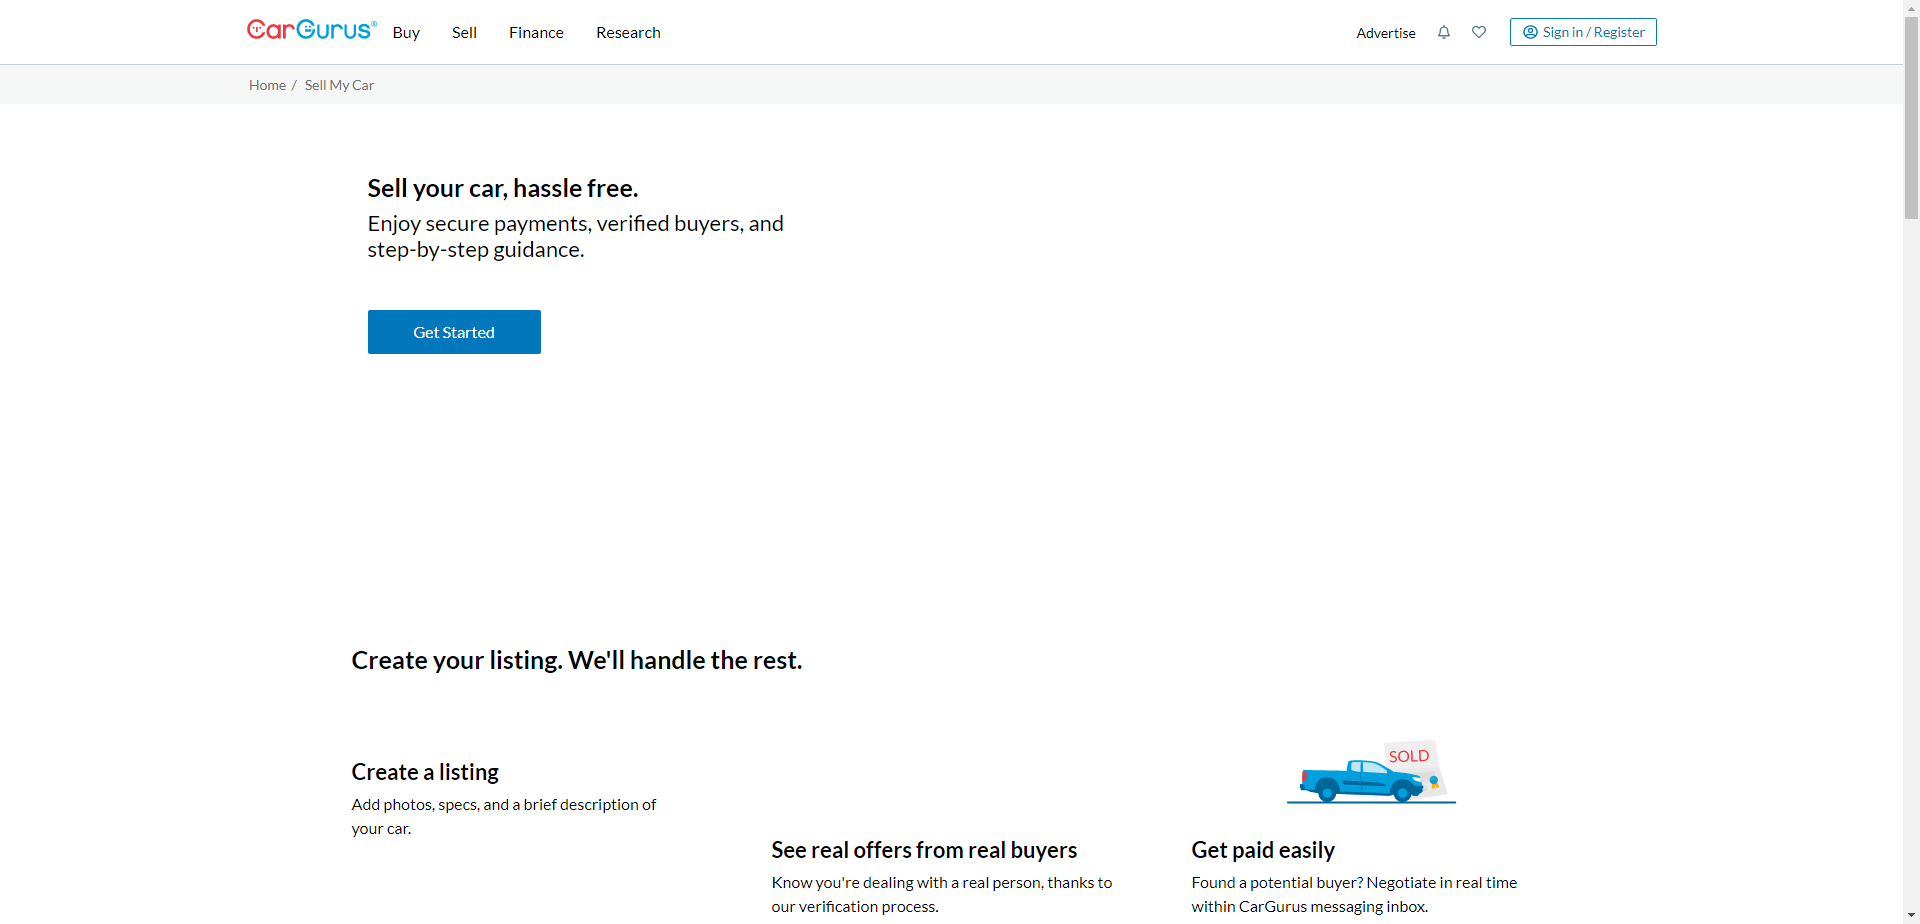 CarGurus®
Buy
Sell
Finance
Research
Advertise
Sign in / Register
Home / Sell My Car
Sell your car, hassle free.
Enjoy secure payments, verified buyers, and
step-by-step guidance.
Get Started
Create your listing. We'll handle the rest.
Create a listing
Add photos, specs, and a brief description of
your car.
See real offers from real buyers
Know you're dealing with a real person, thanks to
our verification process.
SOLD
Get paid easily
Found a potential buyer? Negotiate in real time
within CarGurus messaging inbox.